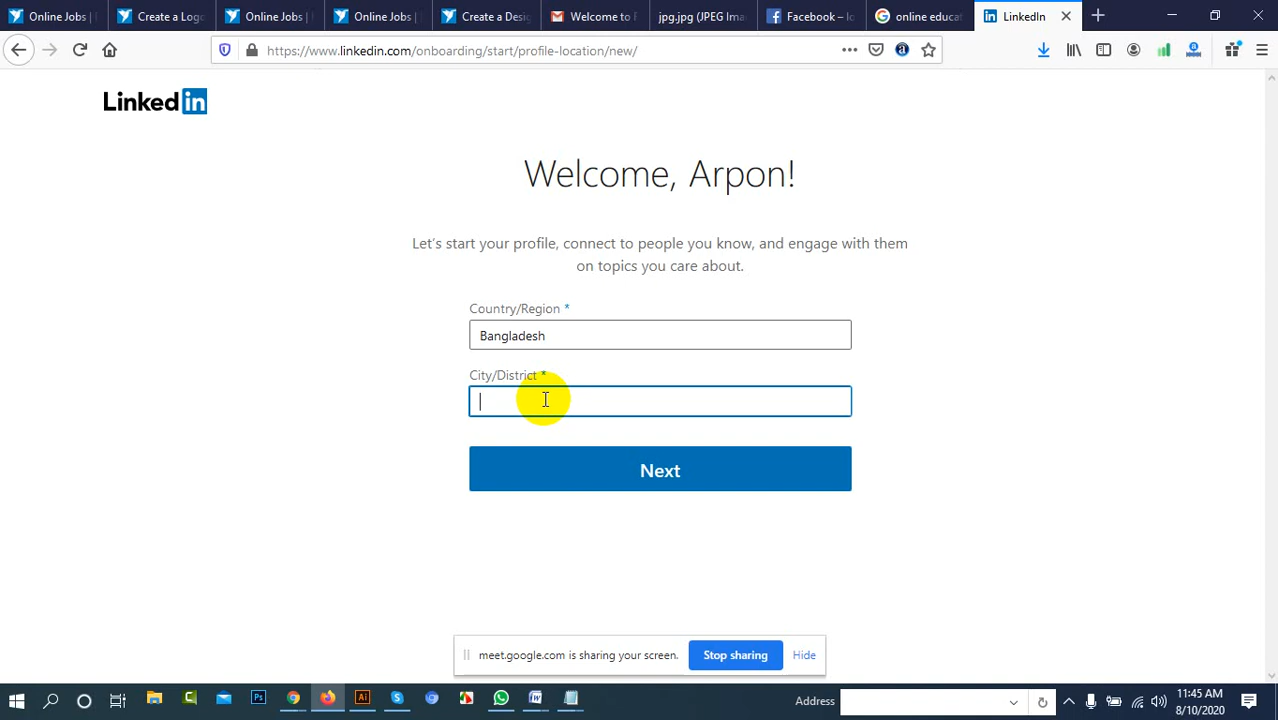 Online Jobs |
Create a Logo
Online Jobs |
Online Jobs |
Create a Desig
Welcome to F
jpg.jpg (JPEG Ima
Facebook – lo
online educat
LinkedIn
https://www.linkedin.com/onboarding/start/profile-location/new/
Linked in
Welcome, Arpon!
Let's start your profile, connect to people you know, and engage with them
on topics you care about.
Country/Region *
Bangladesh
City/District *
Next
meet.google.com is sharing your screen.
Stop sharing
Hide
Address
11:45 AM
8/10/2020